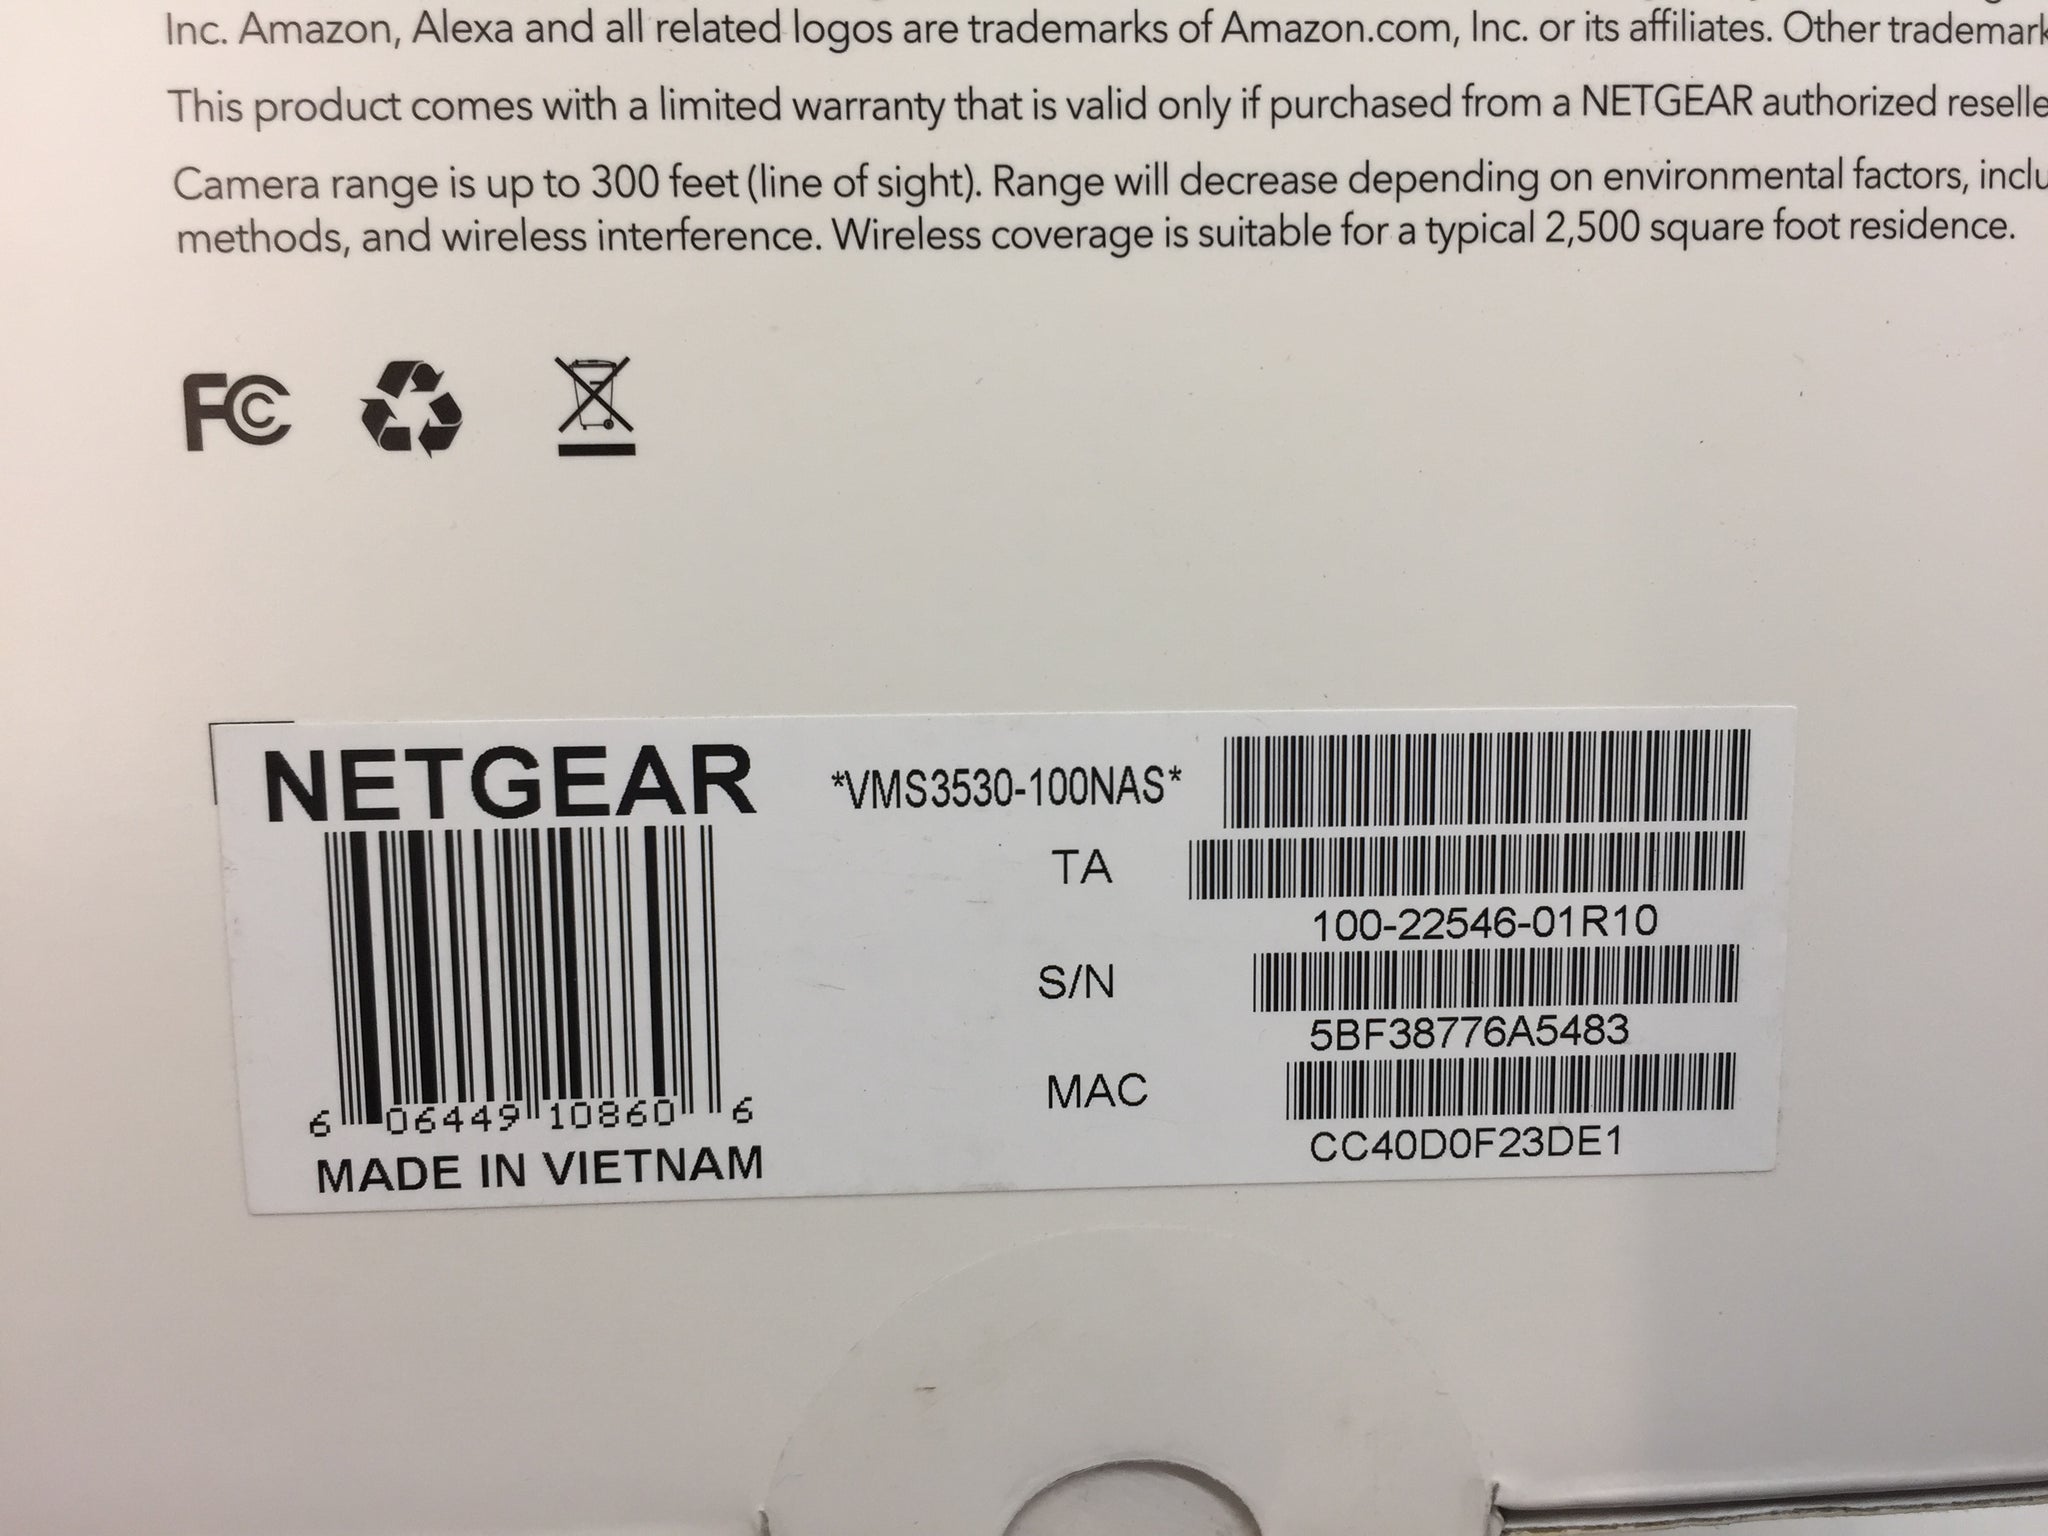 Inc. Amazon, Alexa and all related logos are trademarks of Amazon.com, Inc. or its affiliates. Other trademark
This product comes with a limited warranty that is valid only if purchased from a NETGEAR authorized reselle
Camera range is up to 300 feet (line of sight). Range will decrease depending on environmental factors, inclu
methods, and wireless interference. Wireless coverage is suitable for a typical 2,500 square foot residence.
FC
NETGEAR
*VMS3530-100NAS*
TA
100-22546-01R10
S/N
5BF38776A5483
MAC
CC40D0F23DE1
6 06449 10860 6
MADE IN VIETNAM